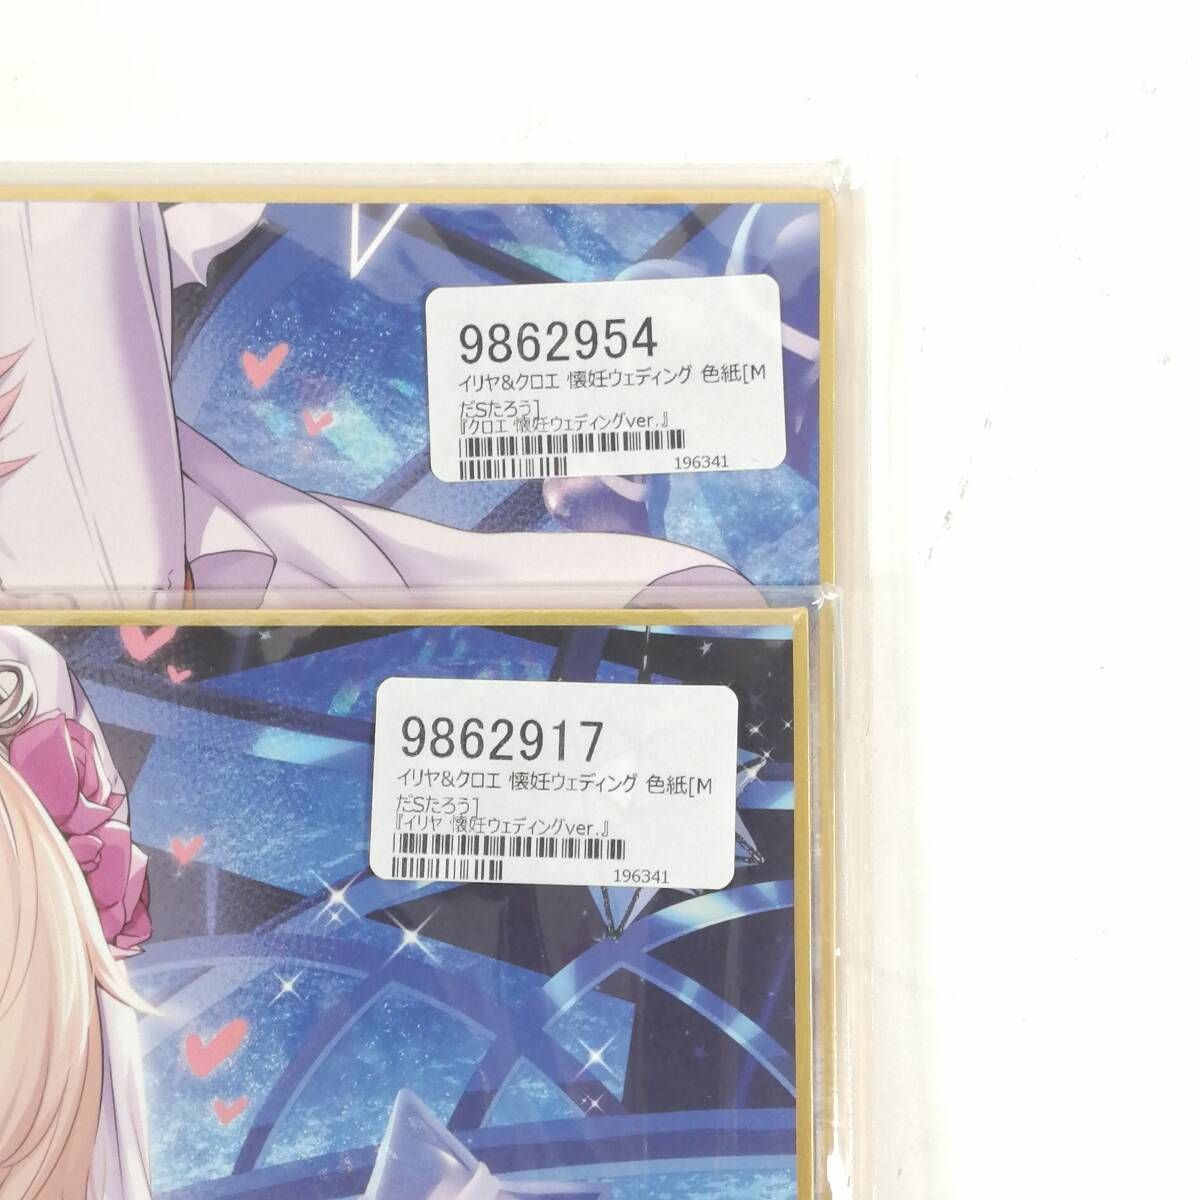 9862954
イリヤ&クロエ 懐妊ウェディング 色紙[M
だSたろう]
『クロエ 懐妊ウェディングver.』
196341
9862917
イリヤ&クロエ 懐妊ウェディング 色紙[M
だSたろう]
『イリヤ 懐妊ウェディングver.』
196341